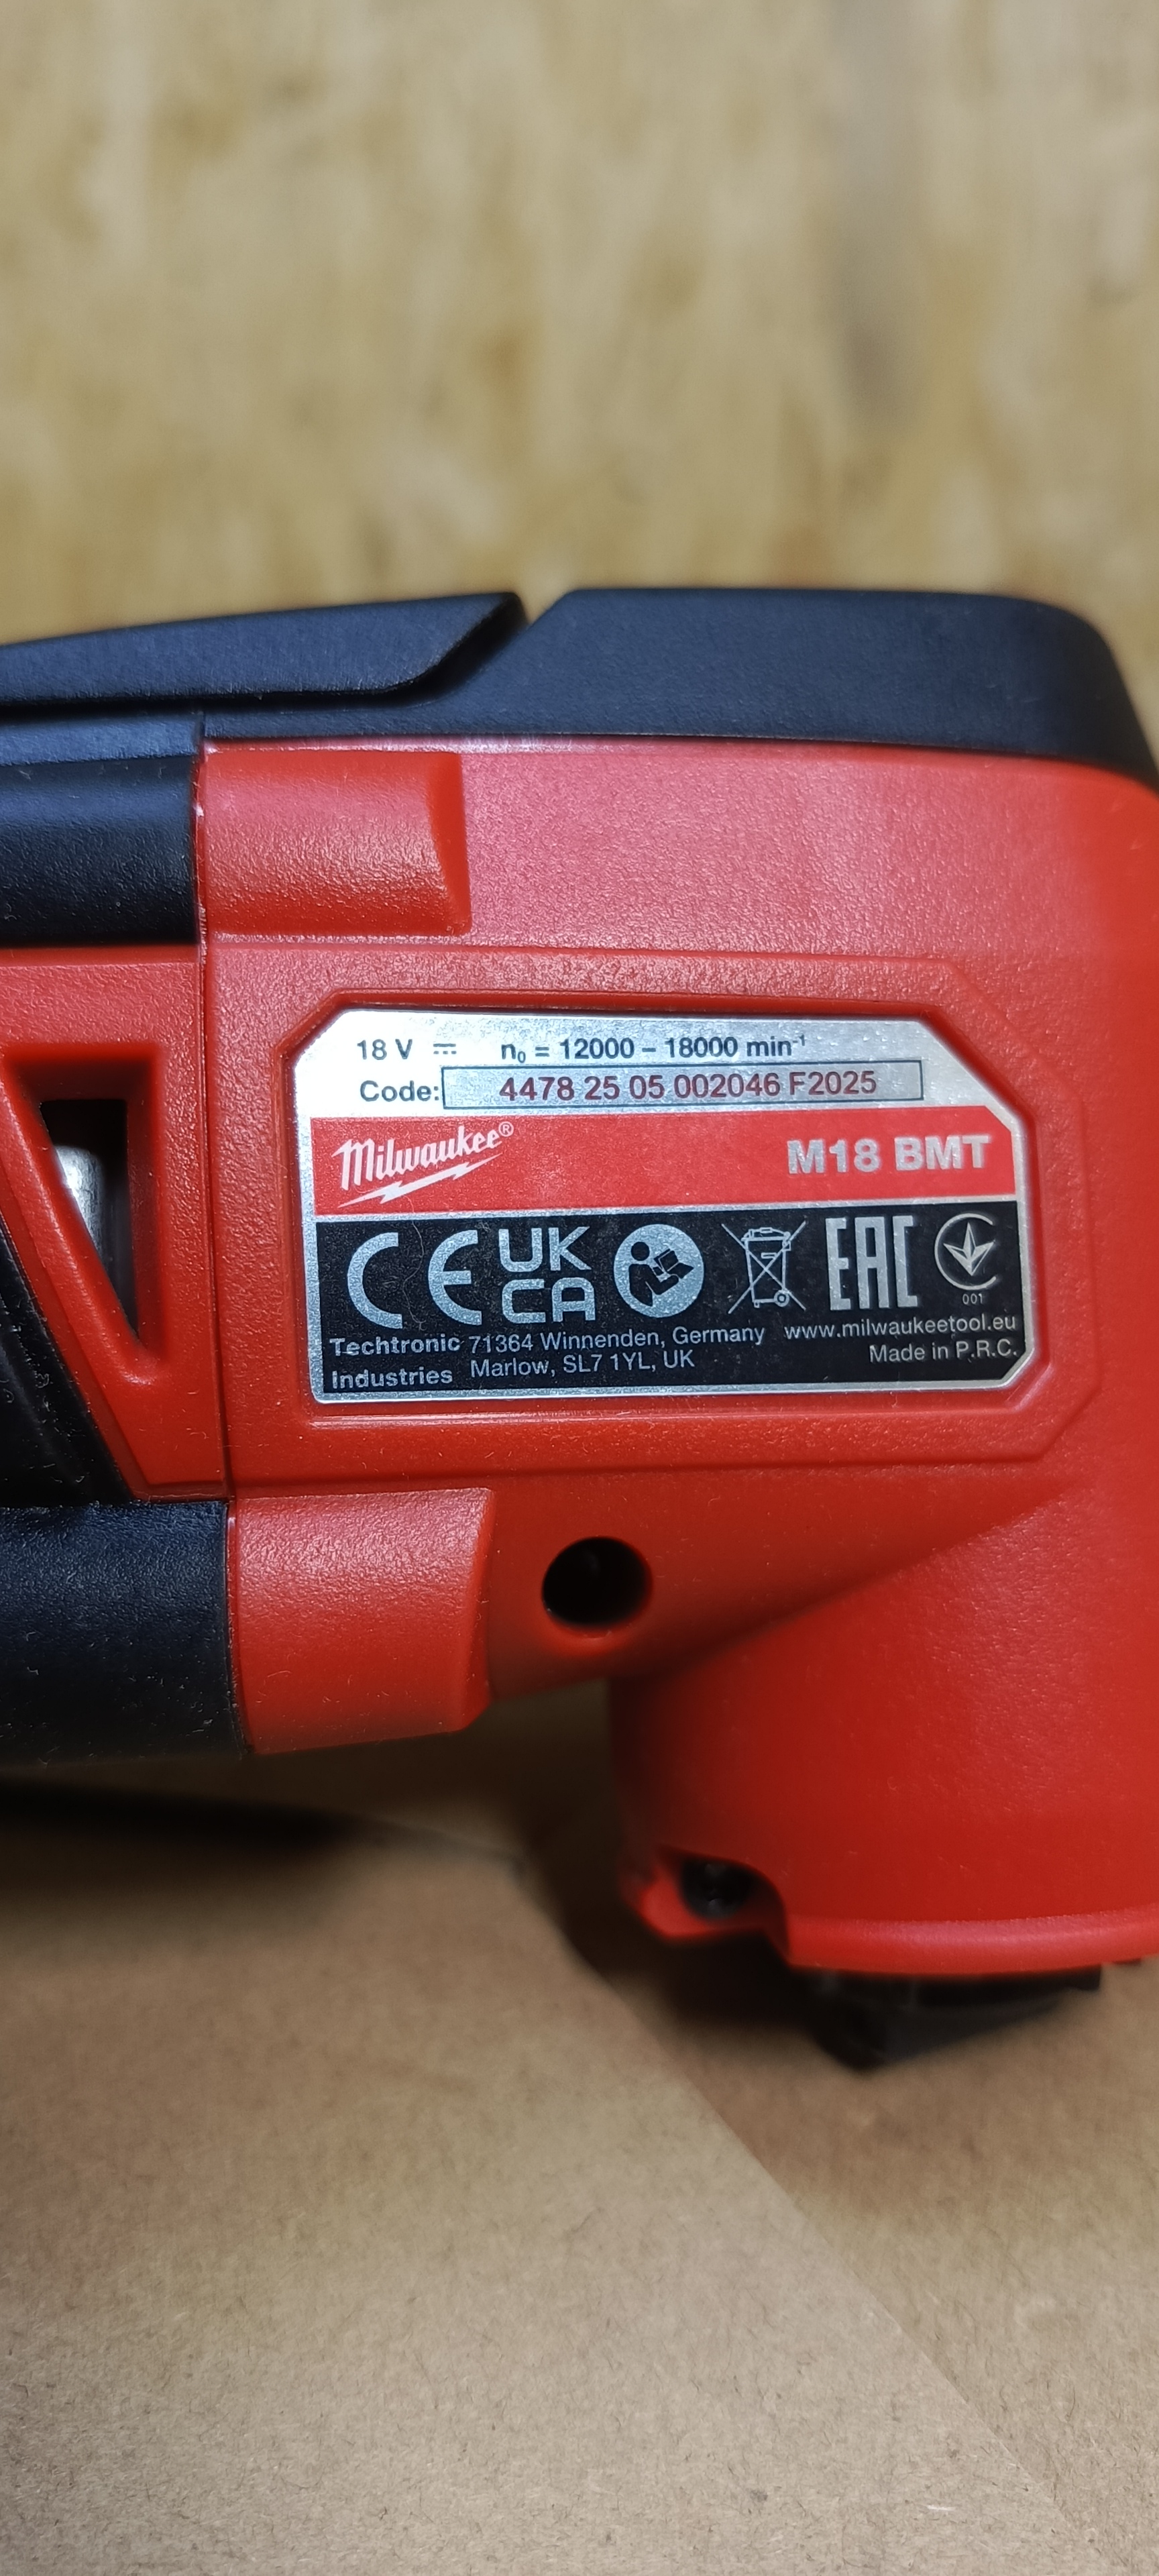 18 V ⎓ n₀ = 12000 – 18000 min⁻¹
Code: 4478 25 05 002046 F2025
Milwaukee® M18 BMT
CE UK CA EAC 001
Techtronic Industries
71364 Winnenden, Germany
Marlow, SL7 1YL, UK
www.milwaukeetool.eu
Made in P.R.C.